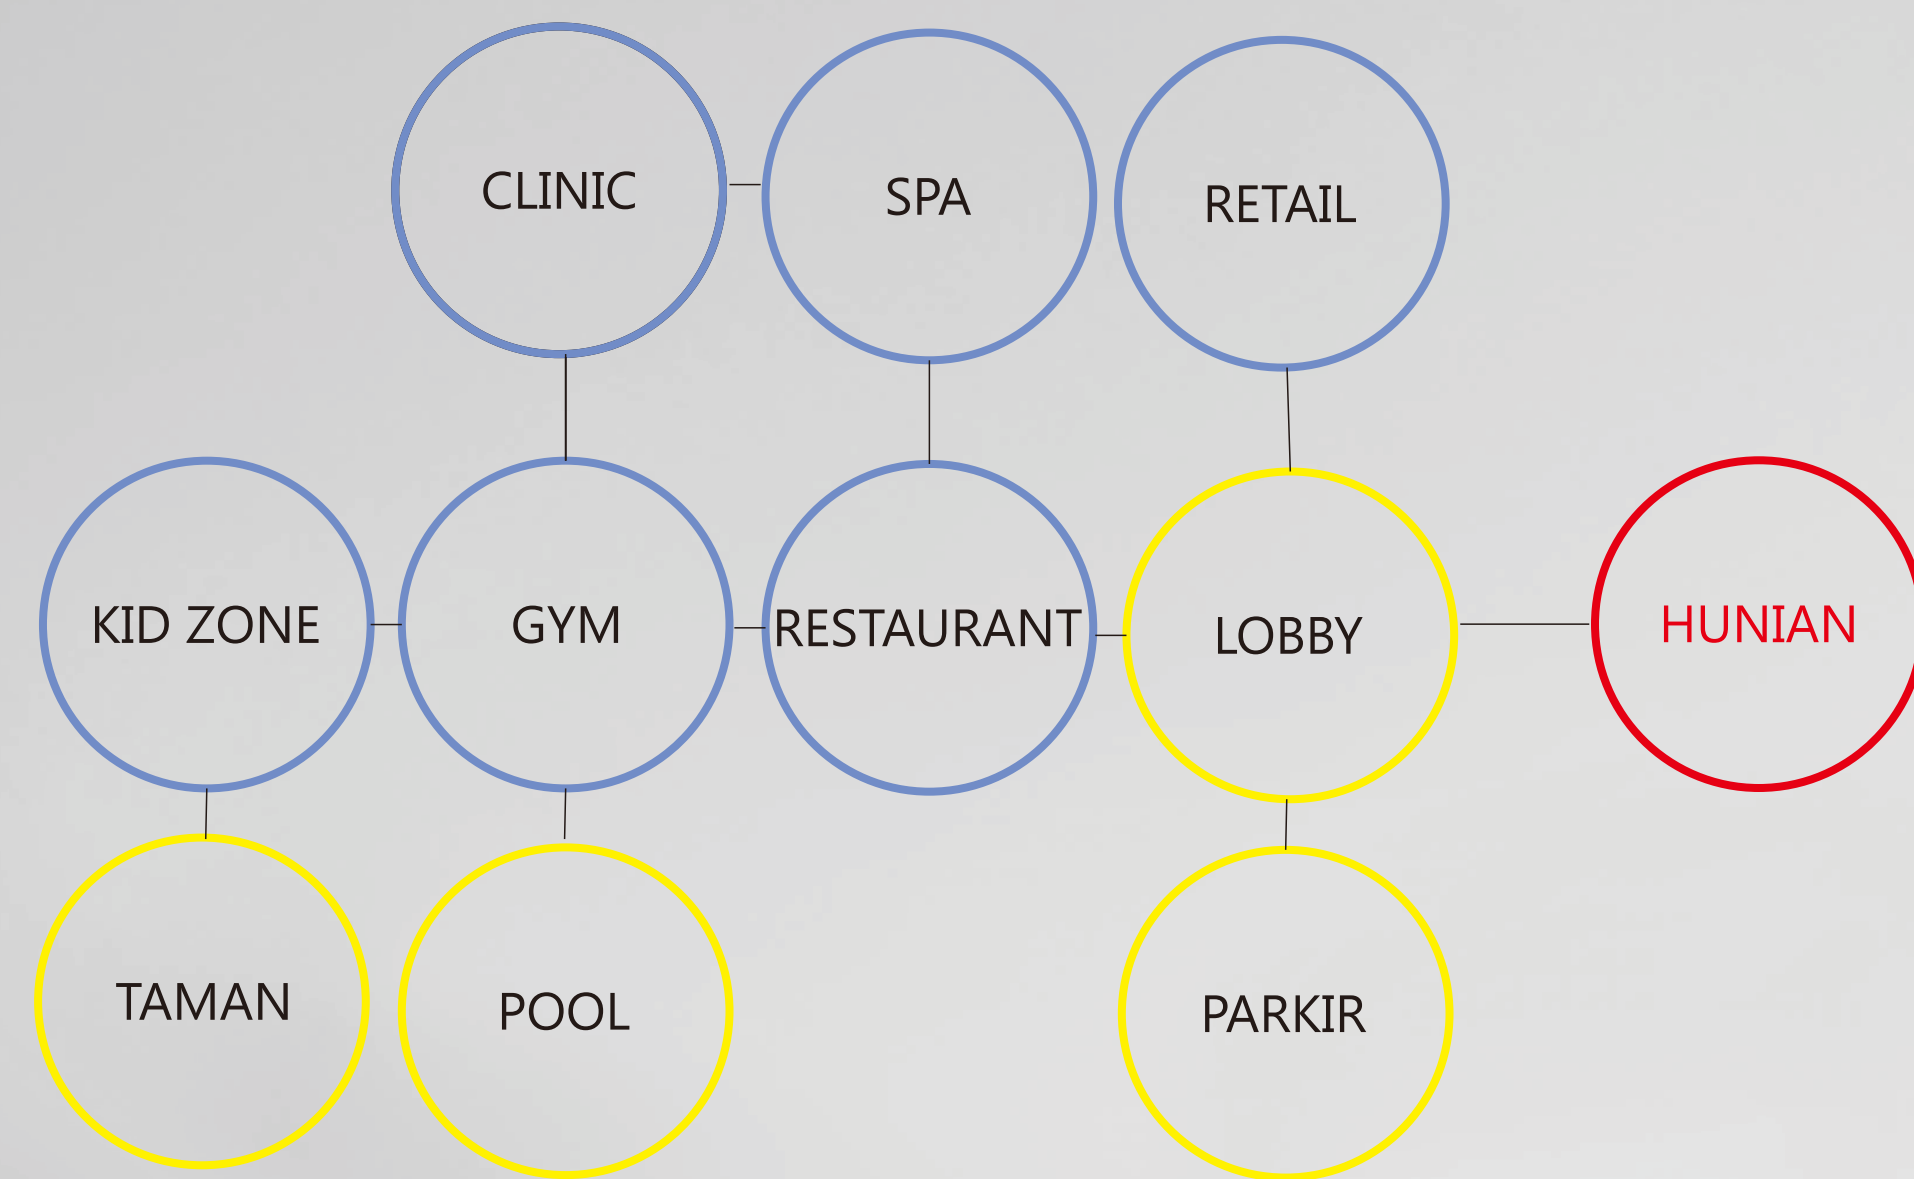 CLINIC
SPA
RETAIL
KID ZONE
GYM
RESTAURANT
LOBBY
HUNIAN
TAMAN
POOL
PARKIR